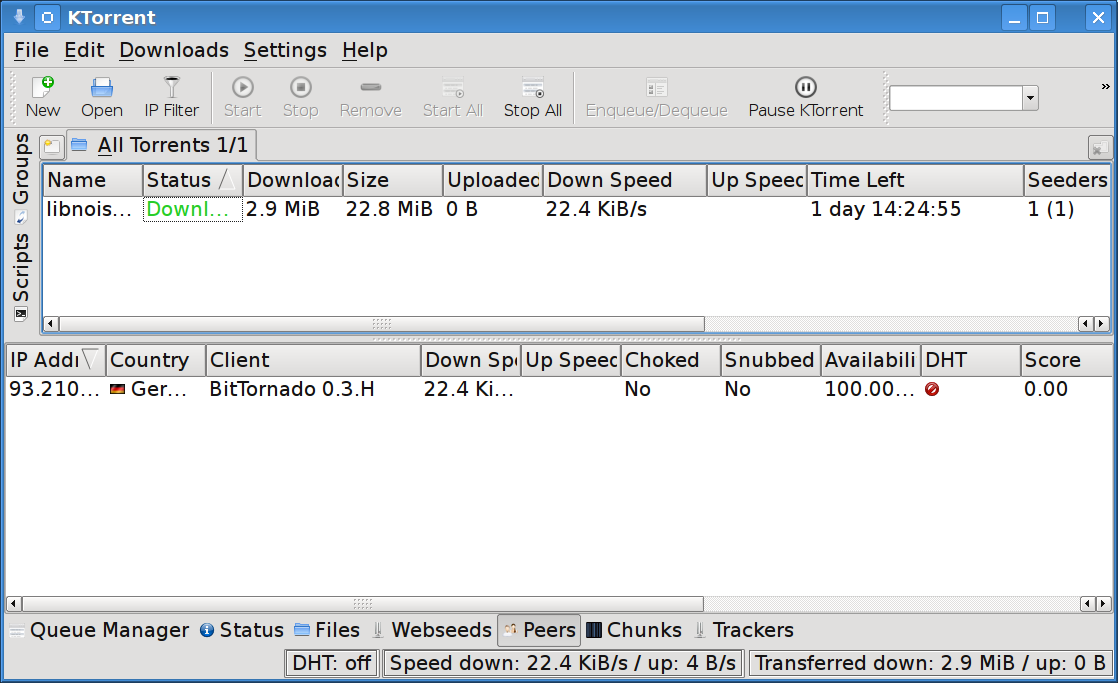 KTorrent
File Edit Downloads Settings Help
New Open IP Filter Start Stop Remove Start All Stop All Enqueue/Dequeue Pause KTorrent »
Groups
Scripts
All Torrents 1/1
Name Status Downloac Size Uploaded Down Speed Up Speec Time Left Seeders
libnois... Downl... 2.9 MiB 22.8 MiB 0 B 22.4 KiB/s 1 day 14:24:55 1 (1)
IP Addı Country Client Down Spe Up Speec Choked Snubbed Availabili DHT Score
93.210... Ger... BitTornado 0.3.H 22.4 Ki... No No 100.00... 0.00
Queue Manager Status Files Webseeds Peers Chunks Trackers
DHT: off Speed down: 22.4 KiB/s / up: 4 B/s Transferred down: 2.9 MiB / up: 0 B